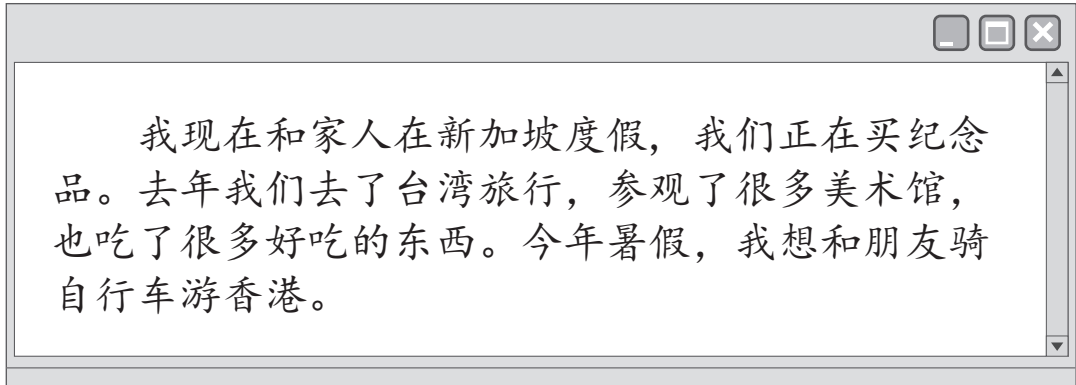 我现在和家人在新加坡度假，我们正在买纪念
品。去年我们去了台湾旅行，参观了很多美术馆，
也吃了很多好吃的东西。今年暑假，我想和朋友骑
自行车游香港。